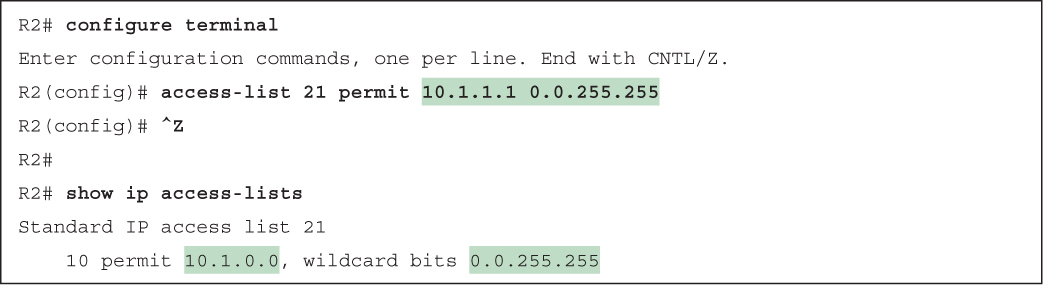 R2# configure terminal
Enter configuration commands, one per line. End with CNTL/Z.
R2(config)# access-list 21 permit 10.1.1.1 0.0.255.255
R2(config)# ^Z
R2#
R2# show ip access-lists
Standard IP access list 21
    10 permit 10.1.0.0, wildcard bits 0.0.255.255